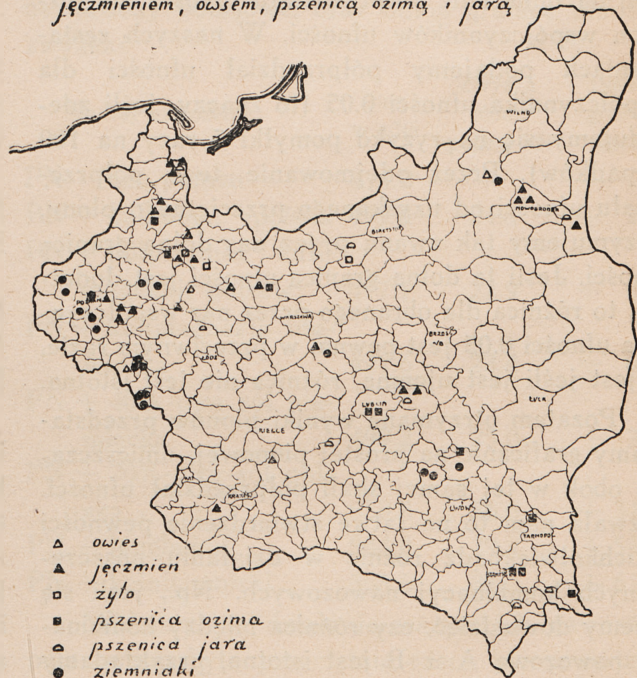 jęczmieniem, owsem, pszenicą ozimą i jarą
WILNO
NOWOGRÓDEK
BIAŁYSTOK
TORUŃ
WARSZAWA
BRZEŚĆ
n/B
ŁÓDŹ
LUBLIN
ŁUCK
KIELCE
KRAKÓW
LWÓW
TARNOPOL
owies
jęczmień
żyto
pszenica ozima
pszenica jara
ziemniaki